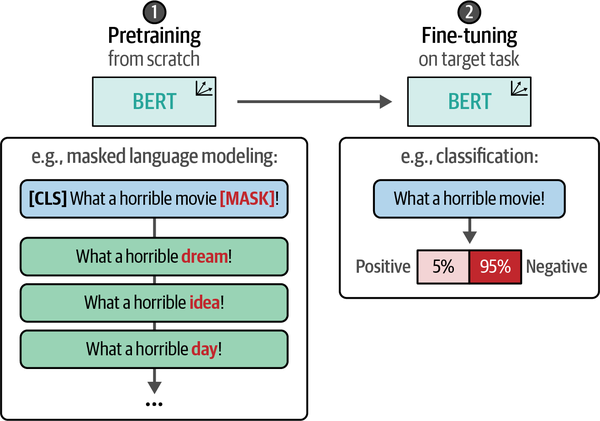 1
Pretraining
from scratch
BERT
e.g., masked language modeling:
[CLS] What a horrible movie [MASK]!
What a horrible dream!
What a horrible idea!
What a horrible day!
...
2
Fine-tuning
on target task
BERT
e.g., classification:
What a horrible movie!
Positive 5% 95% Negative